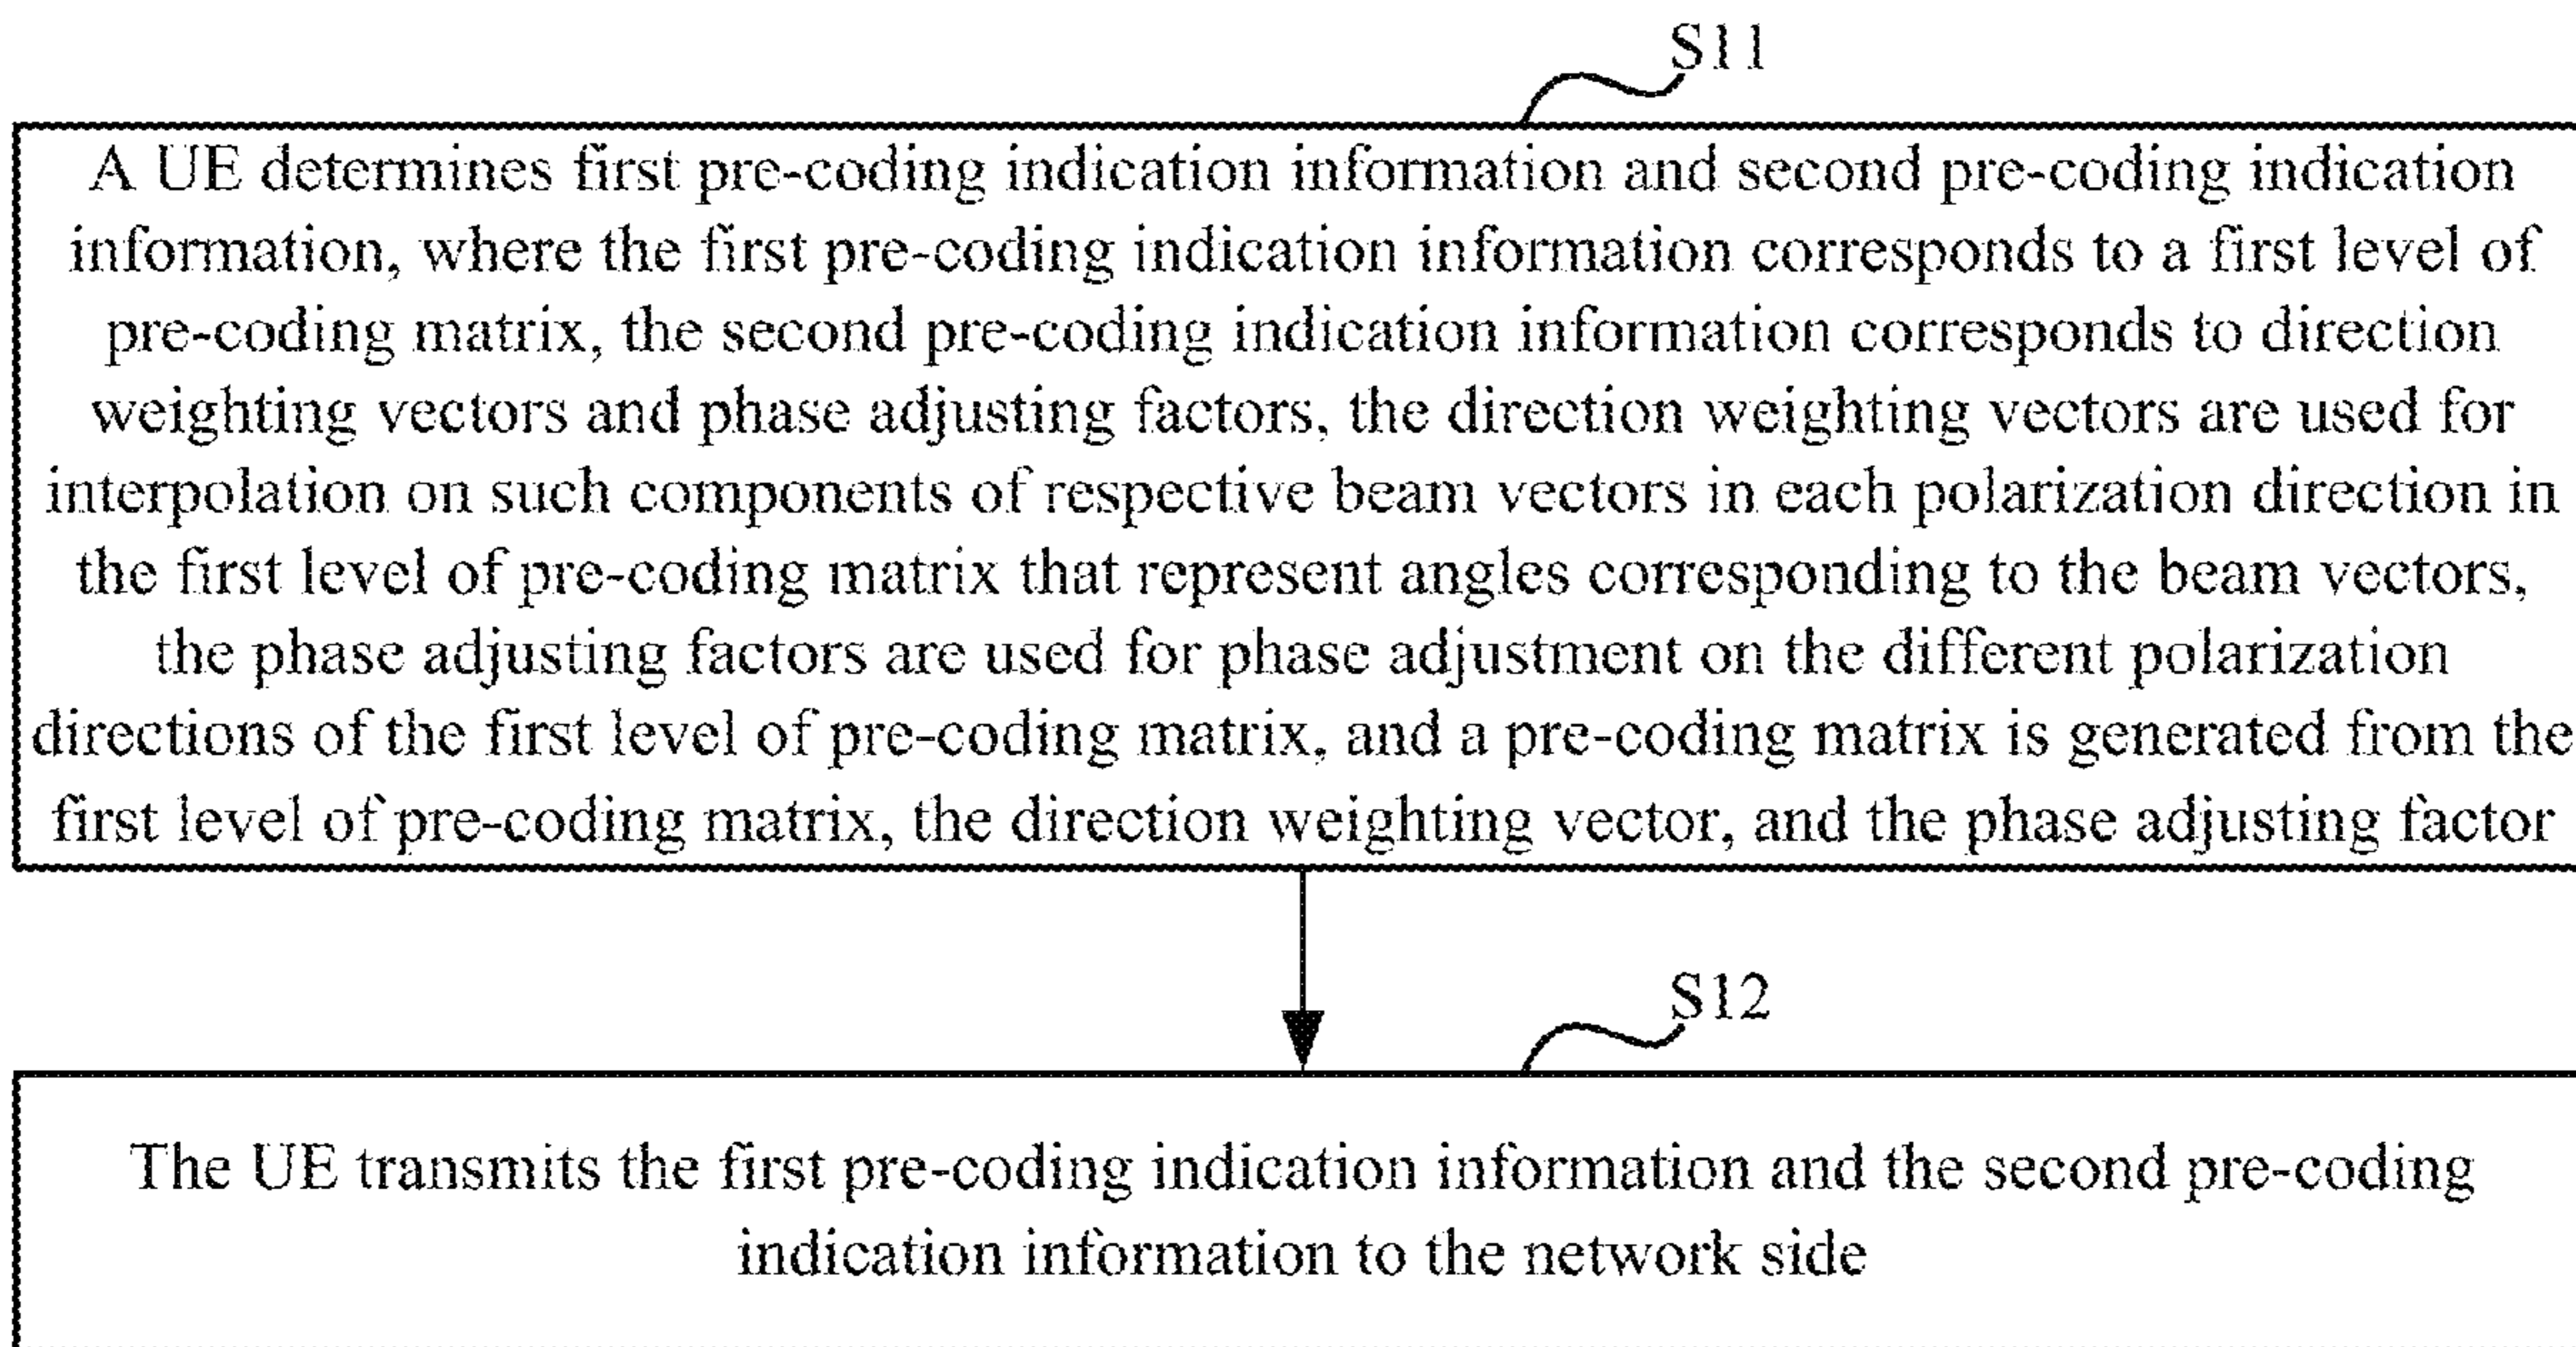 S11
A UE determines first pre-coding indication information and second pre-coding indication
information, where the first pre-coding indication information corresponds to a first level of
pre-coding matrix, the second pre-coding indication information corresponds to direction
weighting vectors and phase adjusting factors, the direction weighting vectors are used for
interpolation on such components of respective beam vectors in each polarization direction in
the first level of pre-coding matrix that represent angles corresponding to the beam vectors,
the phase adjusting factors are used for phase adjustment on the different polarization
directions of the first level of pre-coding matrix, and a pre-coding matrix is generated from the
first level of pre-coding matrix, the direction weighting vector, and the phase adjusting factor
S12
The UE transmits the first pre-coding indication information and the second pre-coding
indication information to the network side